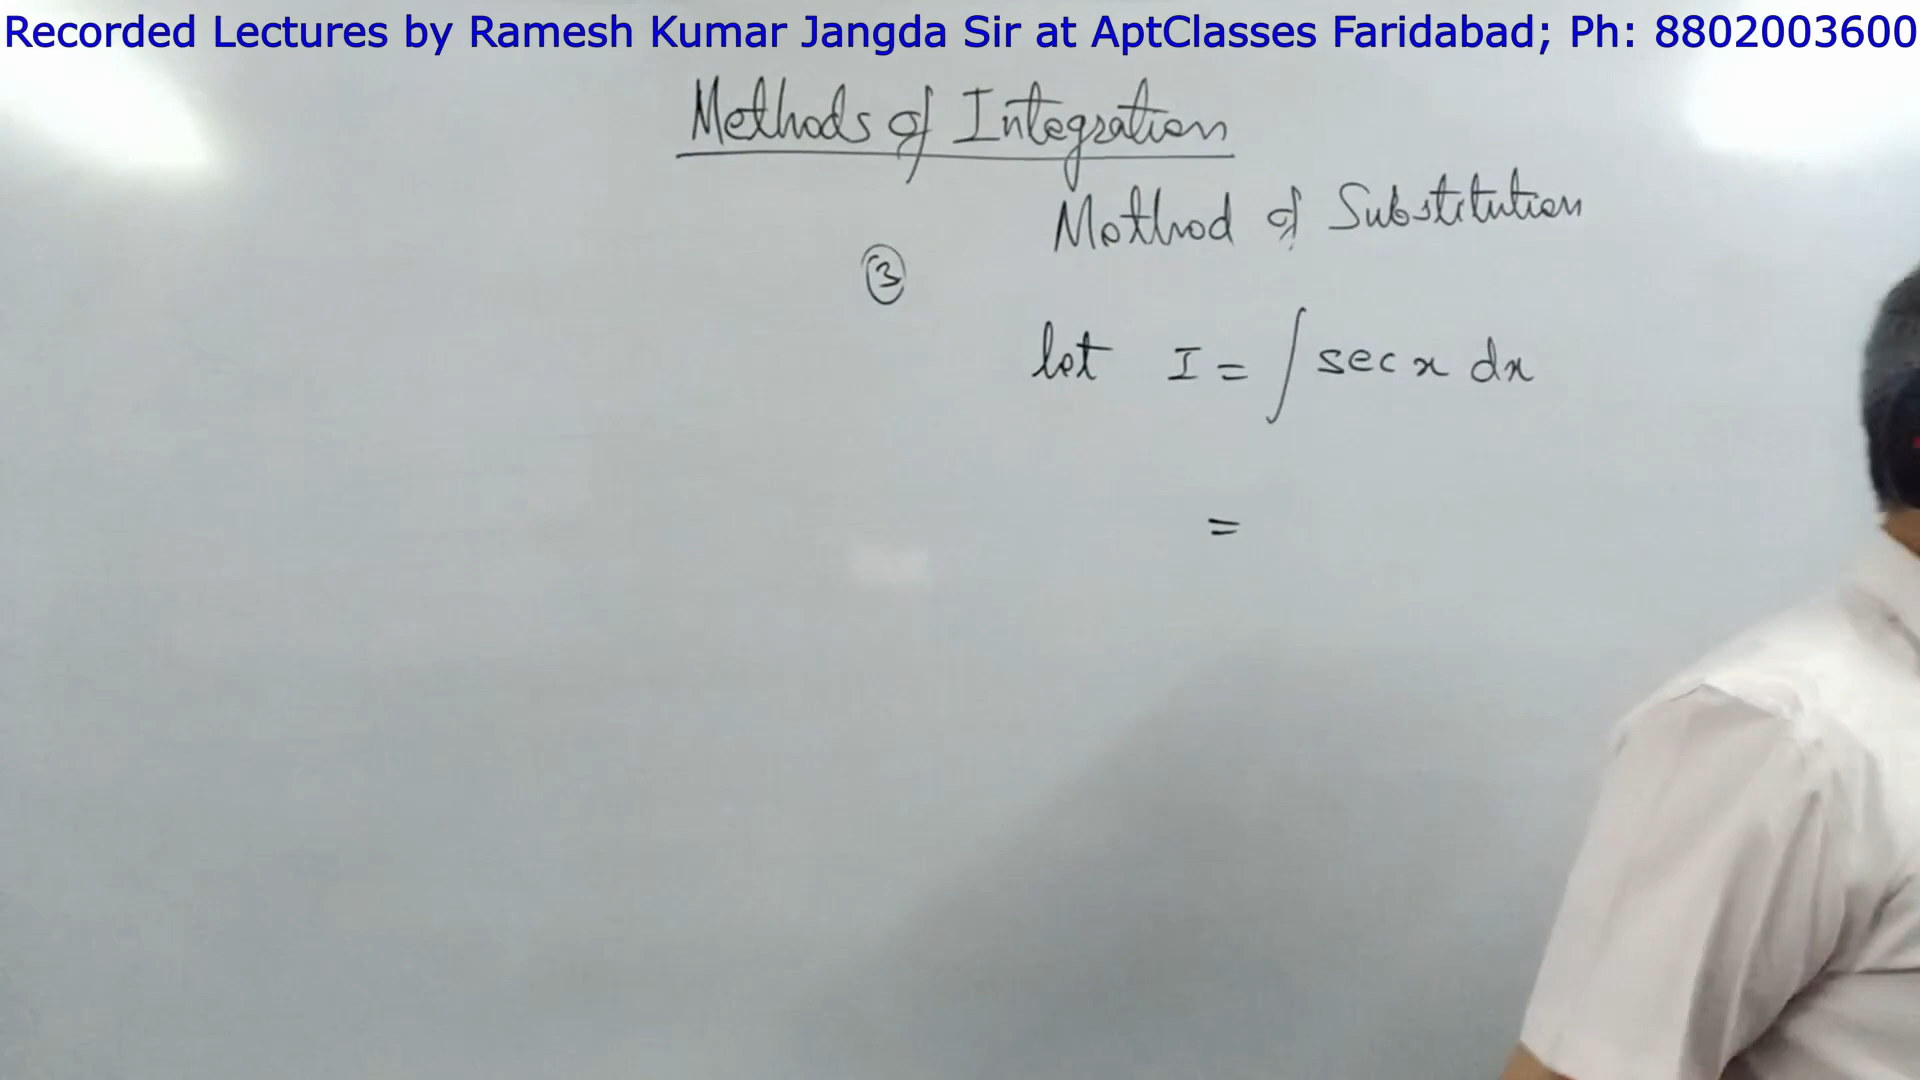 Recorded Lectures by Ramesh Kumar Jangda Sir at AptClasses Faridabad; Ph: 8802003600
Methods of Integration
Method of Substitution
③
let I = ∫ sec x dx
=